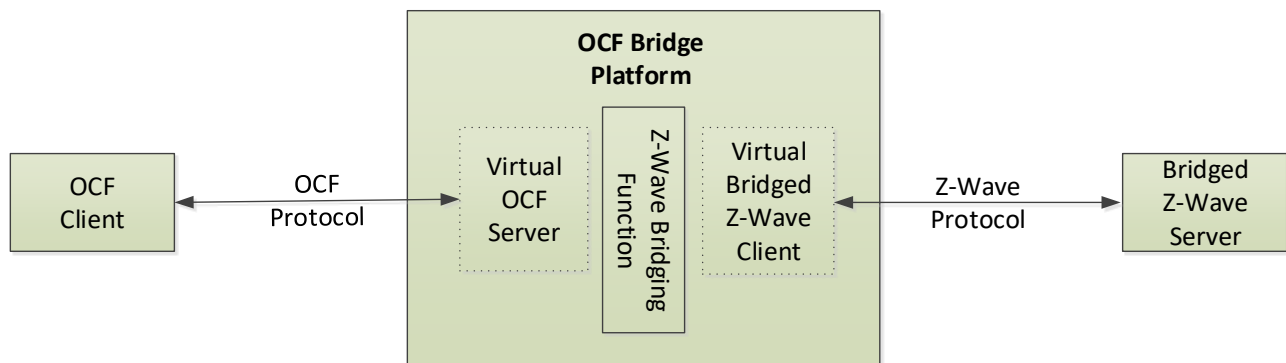 OCF Bridge
Platform
OCF
Client
OCF
Protocol
Virtual
OCF
Server
Z-Wave Bridging
Function
Virtual
Bridged
Z-Wave
Client
Z-Wave
Protocol
Bridged
Z-Wave
Server